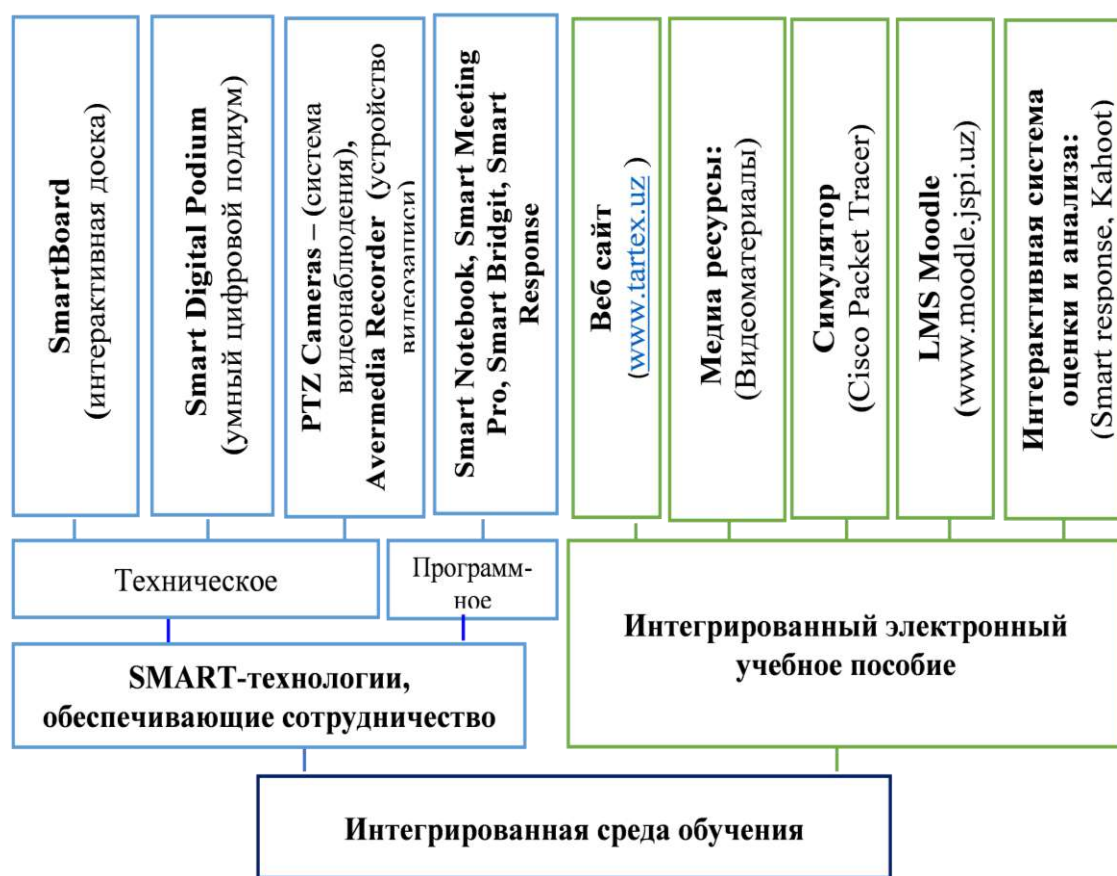 SmartBoard
(интерактивная доска)
Smart Digital Podium
(умный цифровой подиум)
PTZ Cameras – (система
видеонаблюдения),
Avermedia Recorder (устройство
видеозаписи)
Smart Notebook, Smart Meeting
Pro, Smart Bridgit, Smart
Response
Веб сайт
(www.tartex.uz )
Медиа ресурсы:
(Видеоматериалы)
Симулятор
(Cisco Packet Tracer)
LMS Moodle
(www.moodle.jspi.uz)
Интерактивная система
оценки и анализа:
(Smart response, Kahoot)
Техническое
Программ-
ное
SMART-технологии,
обеспечивающие сотрудничество
Интегрированный электронный
учебное пособие
Интегрированная среда обучения